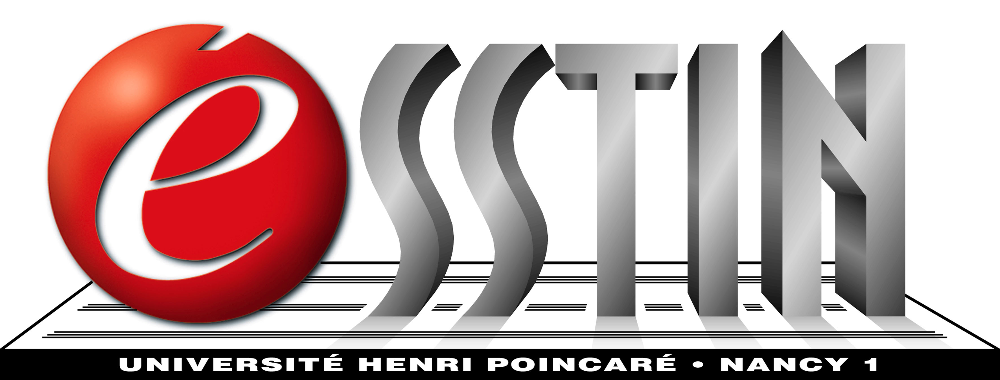 eSSTIN
UNIVERSITÉ HENRI POINCARÉ • NANCY 1